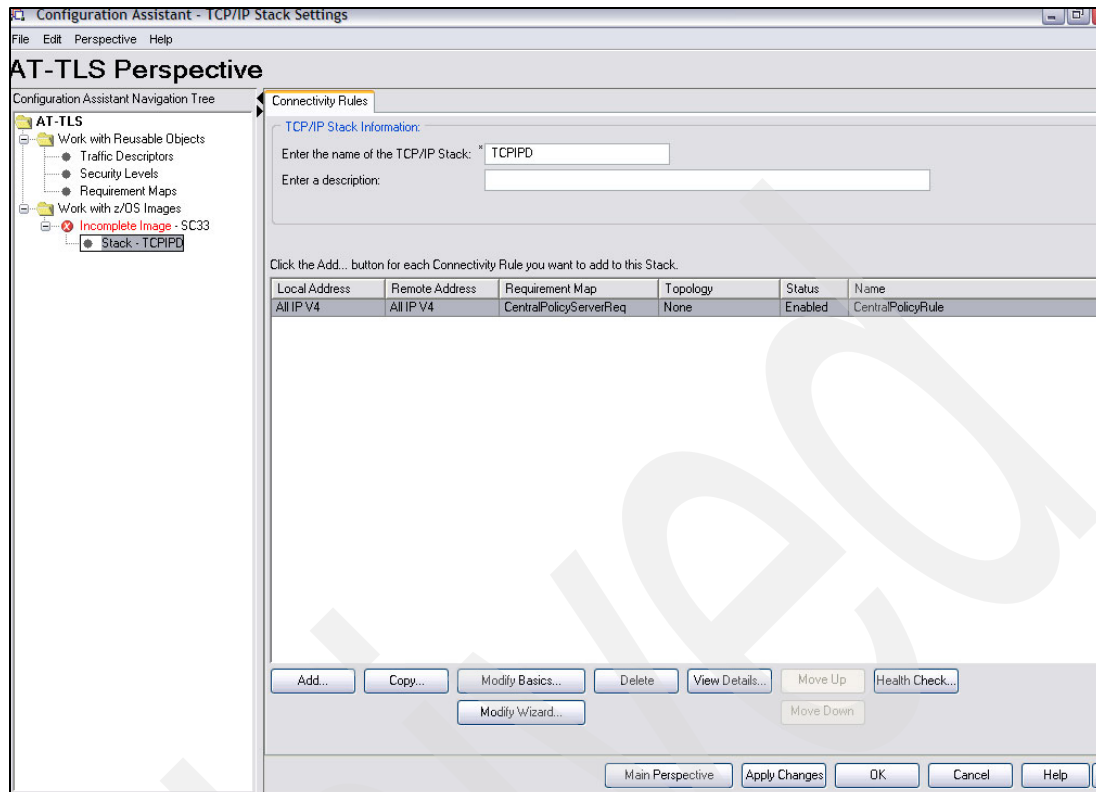 Configuration Assistant - TCP/IP Stack Settings
File Edit Perspective Help
AT-TLS Perspective
Configuration Assistant Navigation Tree
AT-TLS
Work with Reusable Objects
Traffic Descriptors
Security Levels
Requirement Maps
Work with z/OS Images
Incomplete Image - SC33
Stack - TCPIPD
Connectivity Rules
TCP/IP Stack Information:
Enter the name of the TCP/IP Stack: * TCPIPD
Enter a description:
Click the Add... button for each Connectivity Rule you want to add to this Stack.
Local Address Remote Address Requirement Map Topology Status Name
All IP V4 All IP V4 CentralPolicyServerReq None Enabled CentralPolicyRule
Add... Copy... Modify Basics... Delete View Details... Move Up Health Check...
Modify Wizard... Move Down
Main Perspective Apply Changes OK Cancel Help